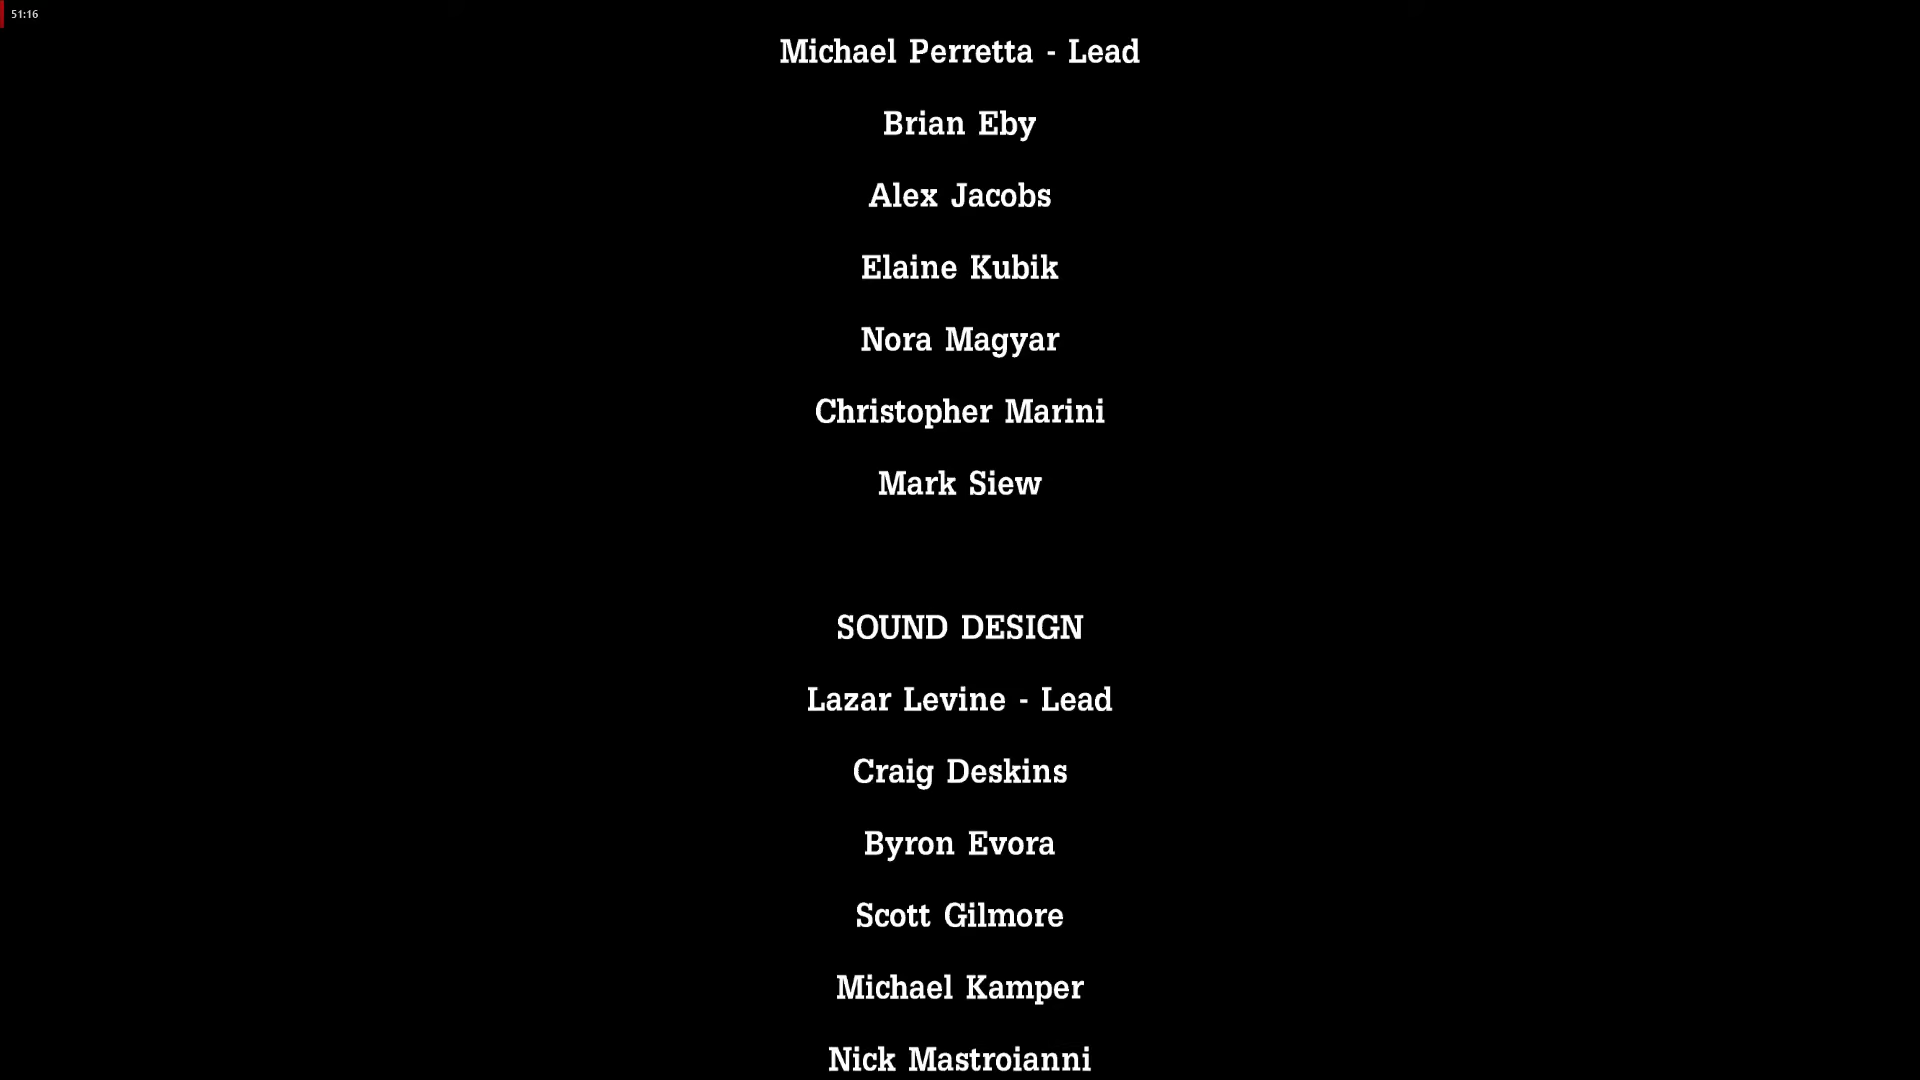 51:16
Michael Perretta - Lead
Brian Eby
Alex Jacobs
Elaine Kubik
Nora Magyar
Christopher Marini
Mark Siew
SOUND DESIGN
Lazar Levine - Lead
Craig Deskins
Byron Evora
Scott Gilmore
Michael Kamper
Nick Mastroianni